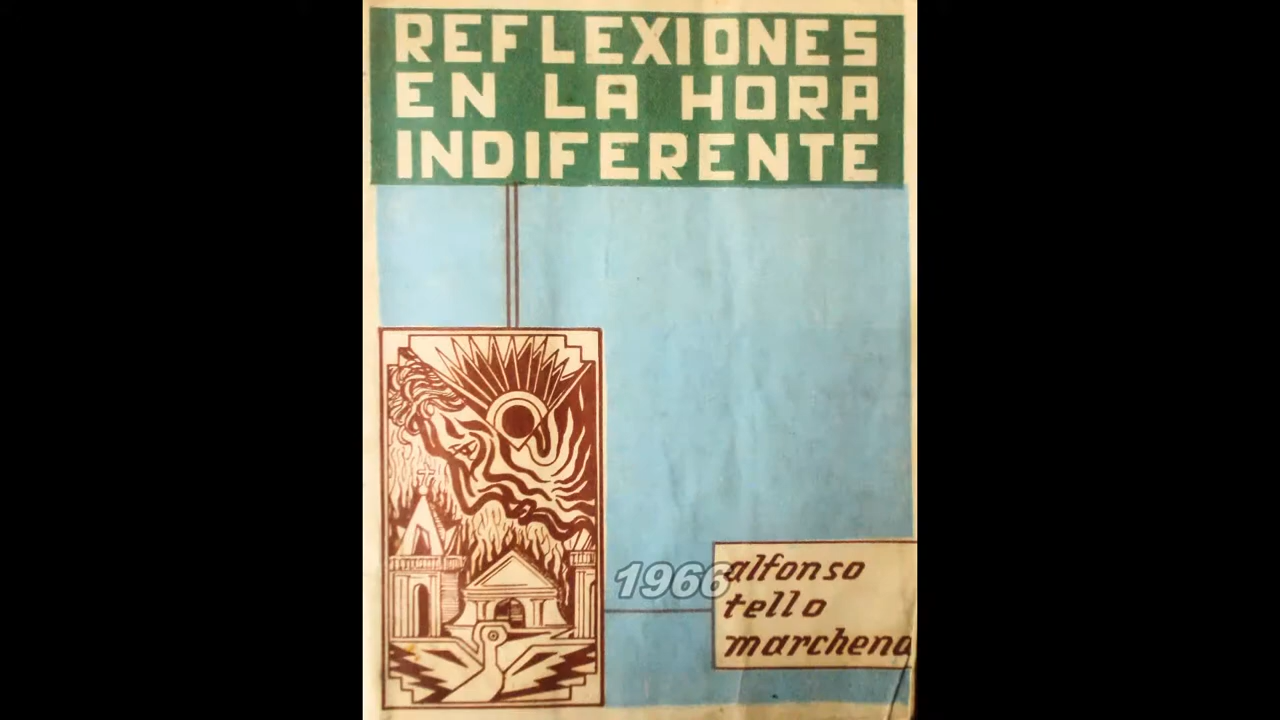 REFLEXIONES
EN LA HORA
INDIFERENTE
1966
alfonso
tello
marchena